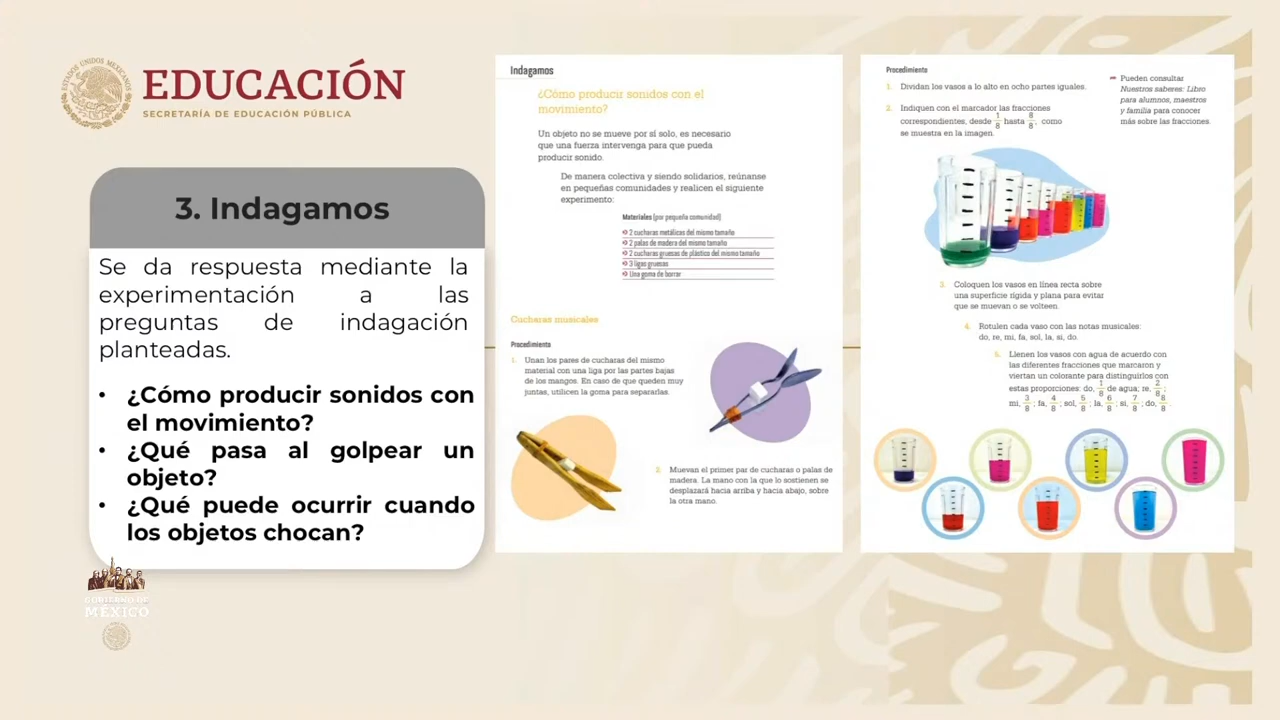 ESTADOS UNIDOS MEXICANOS
EDUCACIÓN
SECRETARÍA DE EDUCACIÓN PÚBLICA
3. Indagamos
Se da respuesta mediante la
experimentación a las
preguntas de indagación
planteadas.
• ¿Cómo producir sonidos con
el movimiento?
• ¿Qué pasa al golpear un
objeto?
• ¿Qué puede ocurrir cuando
los objetos chocan?
GOBIERNO DE
MÉXICO
Indagamos
¿Cómo producir sonidos con el
movimiento?
Un objeto no se mueve por sí solo, es necesario
que una fuerza intervenga para que pueda
producir sonido.
De manera colectiva y siendo solidarios, reúnanse
en pequeñas comunidades y realicen el siguiente
experimento:
Materiales (por pequeña comunidad)
2 cucharas metálicas del mismo tamaño
2 palas de madera del mismo tamaño
2 cucharas gruesas de plástico del mismo tamaño
3 ligas gruesas
Una goma de borrar
Cucharas musicales
Procedimiento
1. Unan los pares de cucharas del mismo
material con una liga por las partes bajas
de los mangos. En caso de que queden muy
juntas, utilicen la goma para separarlas.
2. Muevan el primer par de cucharas o palas de
madera. La mano con la que lo sostienen se
desplazará hacia arriba y hacia abajo, sobre
la otra mano.
Procedimiento
1. Dividan los vasos a lo alto en ocho partes iguales.
2. Indiquen con el marcador las fracciones
correspondientes, desde 1/8 hasta 8/8, como
se muestra en la imagen.
Pueden consultar
Nuestros saberes: Libro
para alumnos, maestros
y familia para conocer
más sobre las fracciones.
3. Coloquen los vasos en línea recta sobre
una superficie rígida y plana para evitar
que se muevan o se volteen.
4. Rotulen cada vaso con las notas musicales:
do, re, mi, fa, sol, la, si, do.
5. Llenen los vasos con agua de acuerdo con
las diferentes fracciones que marcaron y
viertan un colorante para distinguirlos con
estas proporciones: do, 1/8 de agua; re, 2/8;
mi, 3/8; fa, 4/8; sol, 5/8; la, 6/8; si, 7/8; do, 8/8.